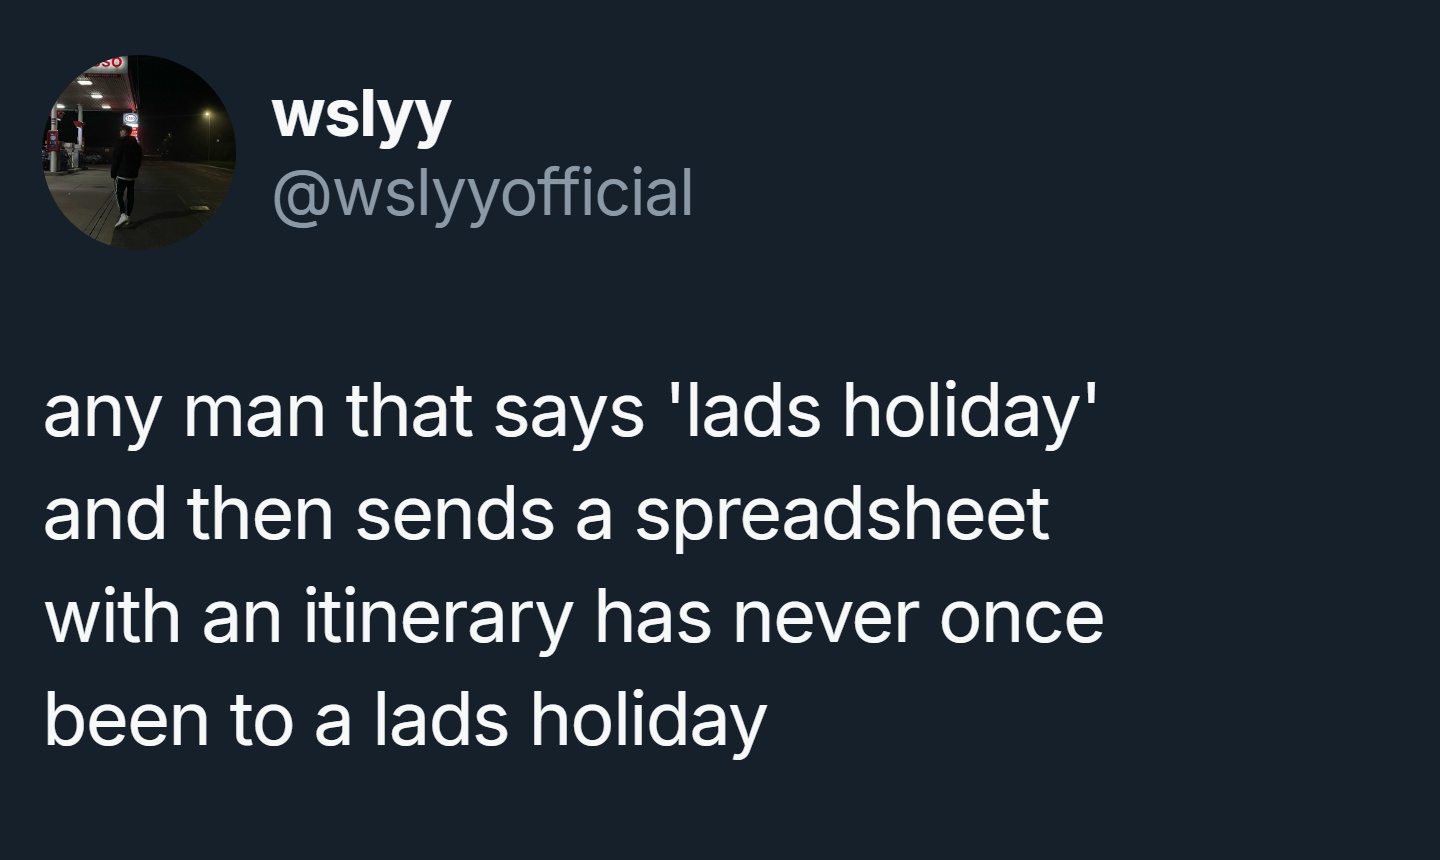 wslyy
@wslyyofficial
any man that says 'lads holiday'
and then sends a spreadsheet
with an itinerary has never once
been to a lads holiday